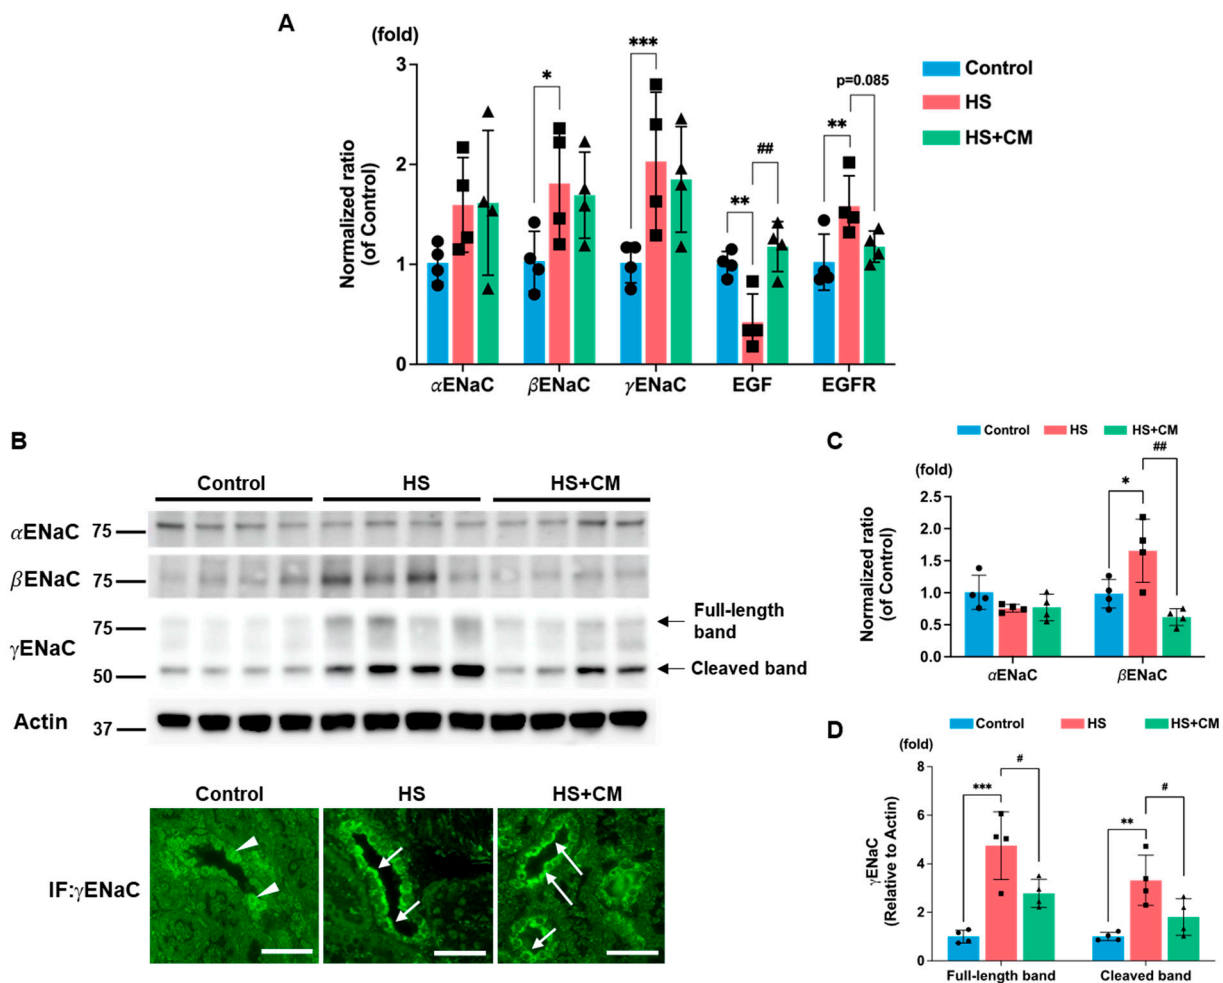 A
(fold)
Normalized ratio
(of Control)
3
2
1
0
***
*
**
##
**
p=0.085
Control
HS
HS+CM
αENaC βENaC γENaC EGF EGFR
B
Control HS HS+CM
αENaC 75
βENaC 75
γENaC 75
50
Full-length
band
Cleaved band
Actin 37
Control HS HS+CM
IF:γENaC
C
Control HS HS+CM
(fold)
Normalized ratio
(of Control)
2.5
2.0
1.5
1.0
0.5
0.0
*
##
αENaC βENaC
D
Control HS HS+CM
(fold)
γENaC
(Relative to Actin)
8
6
4
2
0
***
#
**
#
Full-length band Cleaved band